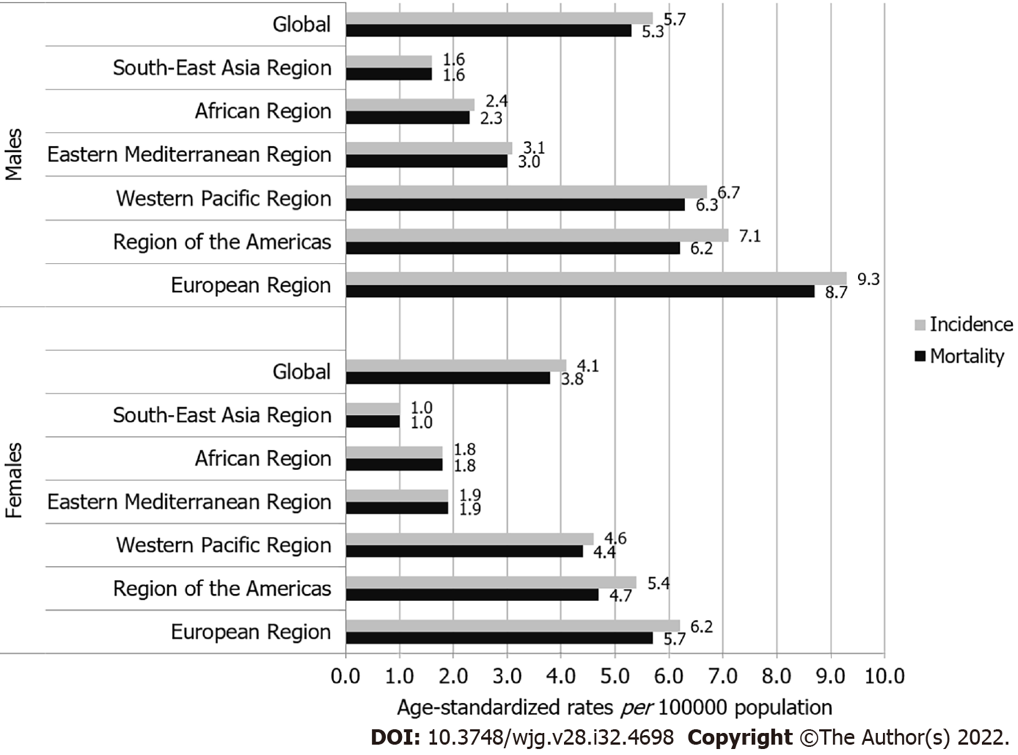 Males
Global 5.7
5.3
South-East Asia Region 1.6
1.6
African Region 2.4
2.3
Eastern Mediterranean Region 3.1
3.0
Western Pacific Region 6.7
6.3
Region of the Americas 7.1
6.2
European Region 9.3
8.7
Incidence
Mortality
Females
Global 4.1
3.8
South-East Asia Region 1.0
1.0
African Region 1.8
1.8
Eastern Mediterranean Region 1.9
1.9
Western Pacific Region 4.6
4.4
Region of the Americas 5.4
4.7
European Region 6.2
5.7
0.0 1.0 2.0 3.0 4.0 5.0 6.0 7.0 8.0 9.0 10.0
Age-standardized rates per 100000 population
DOI: 10.3748/wjg.v28.i32.4698 Copyright ©The Author(s) 2022.